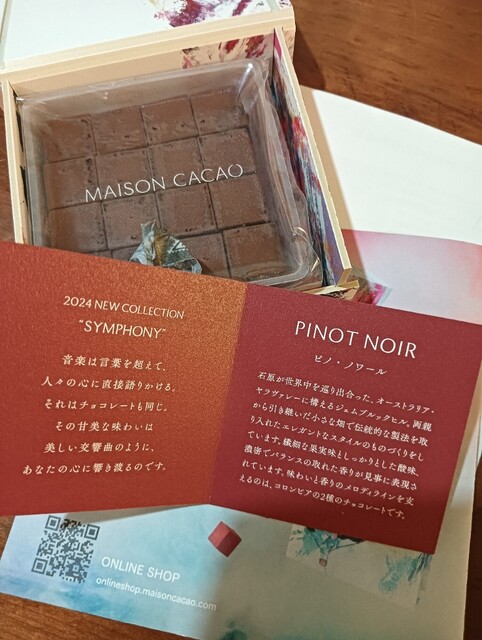 MAISON CACAO
2024 NEW COLLECTION
"SYMPHONY"
音楽は言葉を超えて、
人々の心に直接語りかける。
それはチョコレートも同じ。
その甘美な味わいは
美しい交響曲のように、
あなたの心に響き渡るのです。
PINOT NOIR
ピノ・ノワール
石原が世界中を巡り出合った、オーストラリア・
ヤラヴァレーに構えるジェムブルックヒル。両親
から引き継いだ小さな畑で伝統的な製法を取
り入れたエレガントなスタイルのものづくりをし
ています。繊細な果実味としっかりとした酸味、
濃密でバランスの取れた香りが見事に表現さ
れています。味わいと香りのメロディラインを支
えるのは、コロンビアの2種のチョコレートです。
ONLINE SHOP
onlineshop.maisoncacao.com